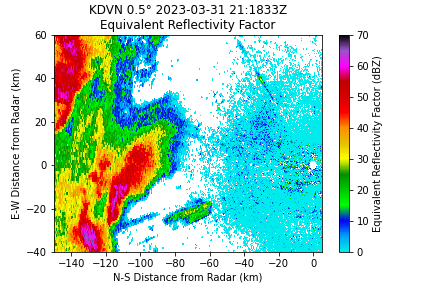 KDVN 0.5° 2023-03-31 21:1833Z
Equivalent Reflectivity Factor
60
40
20
0
−20
−40
E-W Distance from Radar (km)
−140 −120 −100 −80 −60 −40 −20 0
N-S Distance from Radar (km)
70
60
50
40
30
20
10
0
Equivalent Reflectivity Factor (dBZ)